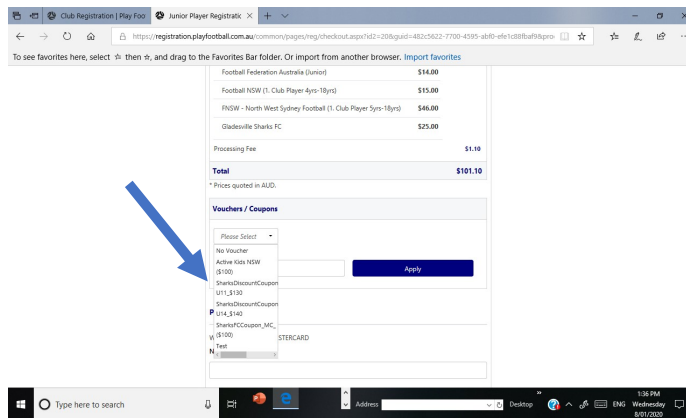 Club Registration | Play Foo
Junior Player Registratic
https://registration.playfootball.com.au/common/pages/reg/checkout.aspx?id2=20&guid=482c5622-7700-4595-abf0-efe1cd8fbaf9&proc
To see favorites here, select then ☆, and drag to the Favorites Bar folder. Or import from another browser. Import favorites
Football Federation Australia (Junior) $14.00
Football NSW (1. Club Player 4yrs-18yrs) $15.00
FNSW - North West Sydney Football (1. Club Player 5yrs-18yrs) $46.00
Gladesville Sharks FC $25.00
Processing Fee $1.10
Total $101.10
* Prices quoted in AUD.
Vouchers / Coupons
Please Select
No Voucher
Active Kids NSW
($100)
Apply
SharksDiscountCoupon
U11_$130
SharksDiscountCoupon
P U14_$140
SharksFCCoupon_MC_
($100)
W STERCARD
Test
N
Type here to search
Address
Desktop
ENG
1:36 PM
Wednesday
8/01/2020